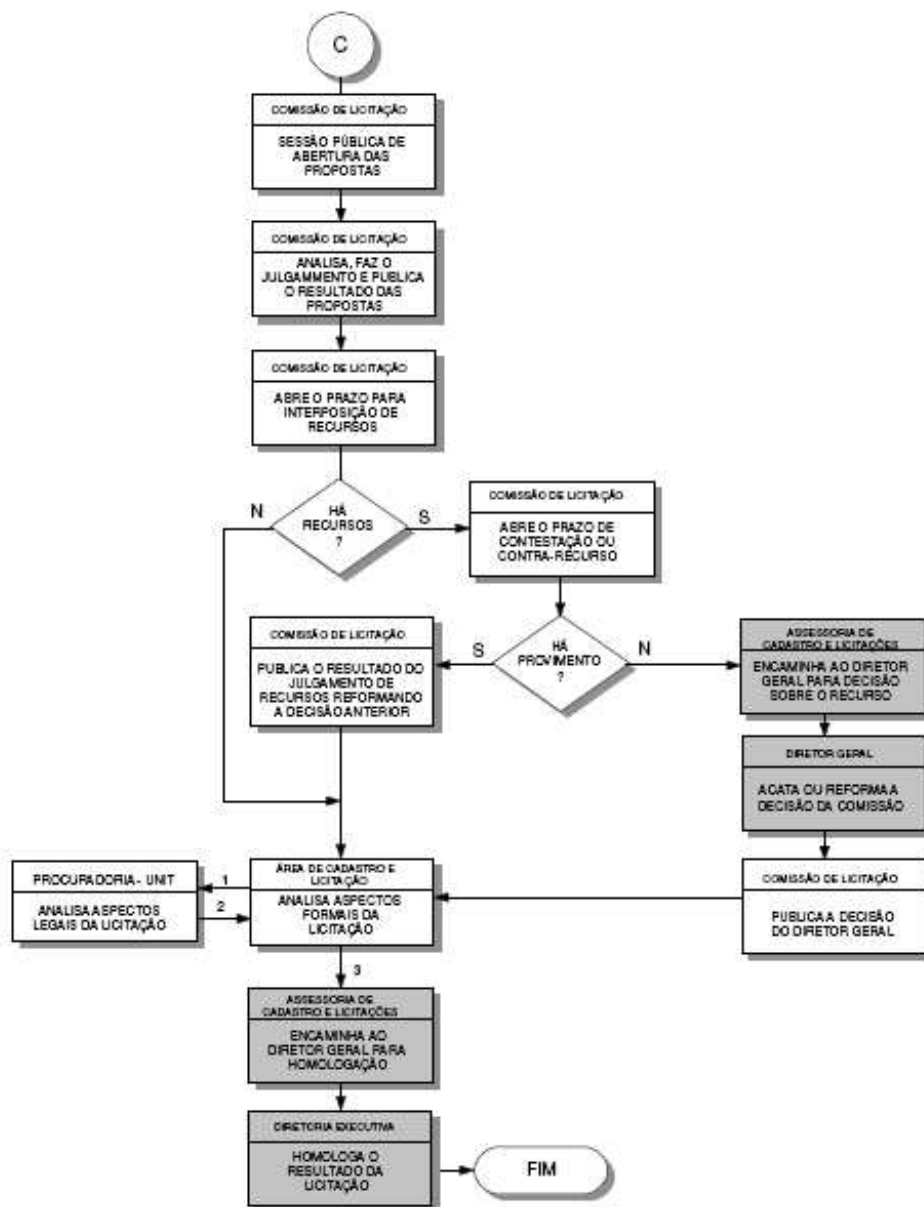 C
COMISSÃO DE LICITAÇÃO
SESSÃO PÚBLICA DE
ABERTURA DAS
PROPOSTAS
COMISSÃO DE LICITAÇÃO
ANALISA, FAZ O
JULGAMMENTO E PUBLICA
O RESULTADO DAS
PROPOSTAS
COMISSÃO DE LICITAÇÃO
ABRE O PRAZO PARA
INTERPOSIÇÃO DE
RECURSOS
N
HÁ
RECURSOS
?
S
COMISSÃO DE LICITAÇÃO
ABRE O PRAZO DE
CONTESTAÇÃO OU
CONTRA-RECURSO
COMISSÃO DE LICITAÇÃO
PUBLICA O RESULTADO DO
JULGAMENTO DE
RECURSOS REFORMANDO
A DECISÃO ANTERIOR
S
HÁ
PROVIMENTO
?
N
ASSESSORIA DE
CADASTRO E LICITAÇÕES
ENCAMINHA AO DIRETOR
GERAL PARA DECISÃO
SOBRE O RECURSO
DIRETOR GERAL
ACATA OU REFORMA A
DECISÃO DA COMISSÃO
COMISSÃO DE LICITAÇÃO
PUBLICA A DECISÃO
DO DIRETOR GERAL
PROCURADORIA - UNIT
ANALISA ASPECTOS
LEGAIS DA LICITAÇÃO
1
2
ÁREA DE CADASTRO E
LICITAÇÃO
ANALISA ASPECTOS
FORMAIS DA
LICITAÇÃO
3
ASSESSORIA DE
CADASTRO E LICITAÇÕES
ENCAMINHA AO
DIRETOR GERAL PARA
HOMOLOGAÇÃO
DIRETORIA EXECUTIVA
HOMOLOGA O
RESULTADO DA
LICITAÇÃO
FIM